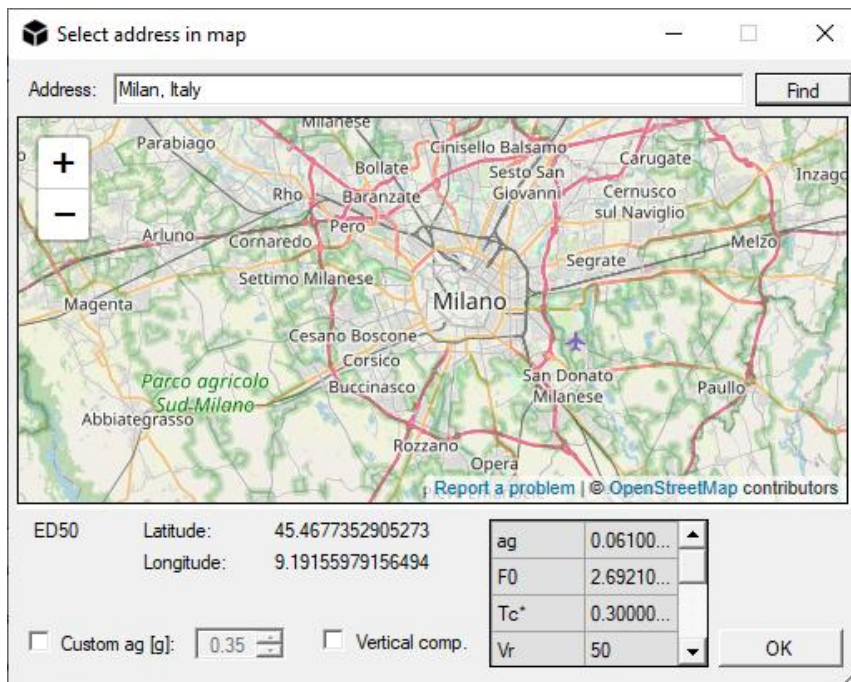 Select address in map
Address: Milan, Italy Find
+
−
Milanese
Parabiago
Cinisello Balsamo
Carugate
Bollate
Sesto San
Giovanni
Inzago
Rho
Baranzate
Cernusco
sul Naviglio
Pero
Arluno
Cornaredo
Melzo
Segrate
Settimo Milanese
Magenta
Milano
Cesano Boscone
Corsico
Parco agricolo
Sud Milano
Buccinasco
San Donato
Milanese
Paullo
Abbiategrasso
Rozzano
Opera
Report a problem | © OpenStreetMap contributors
ED50 Latitude: 45.4677352905273
Longitude: 9.19155979156494
ag 0.06100...
F0 2.69210...
Tc* 0.30000...
Vr 50
Custom ag [g]: 0.35 Vertical comp. OK